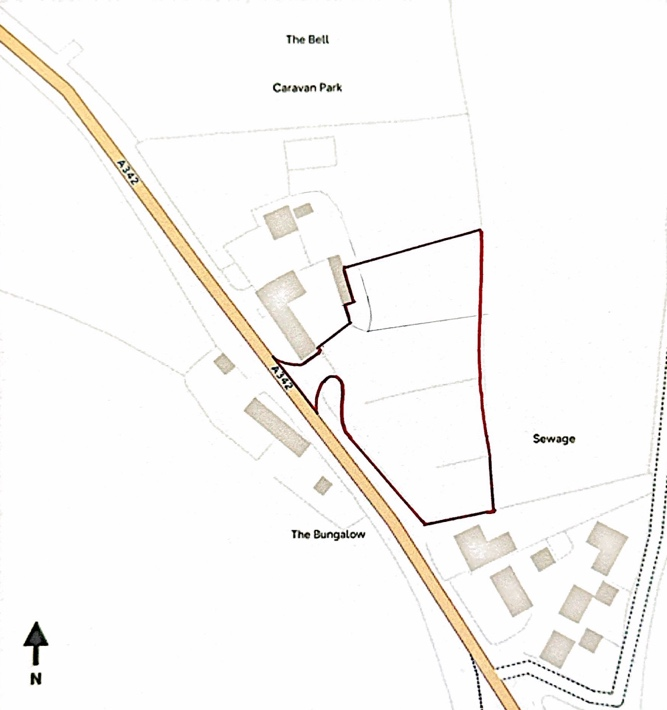 The Bell
Caravan Park
A342
A342
Sewage
The Bungalow
N